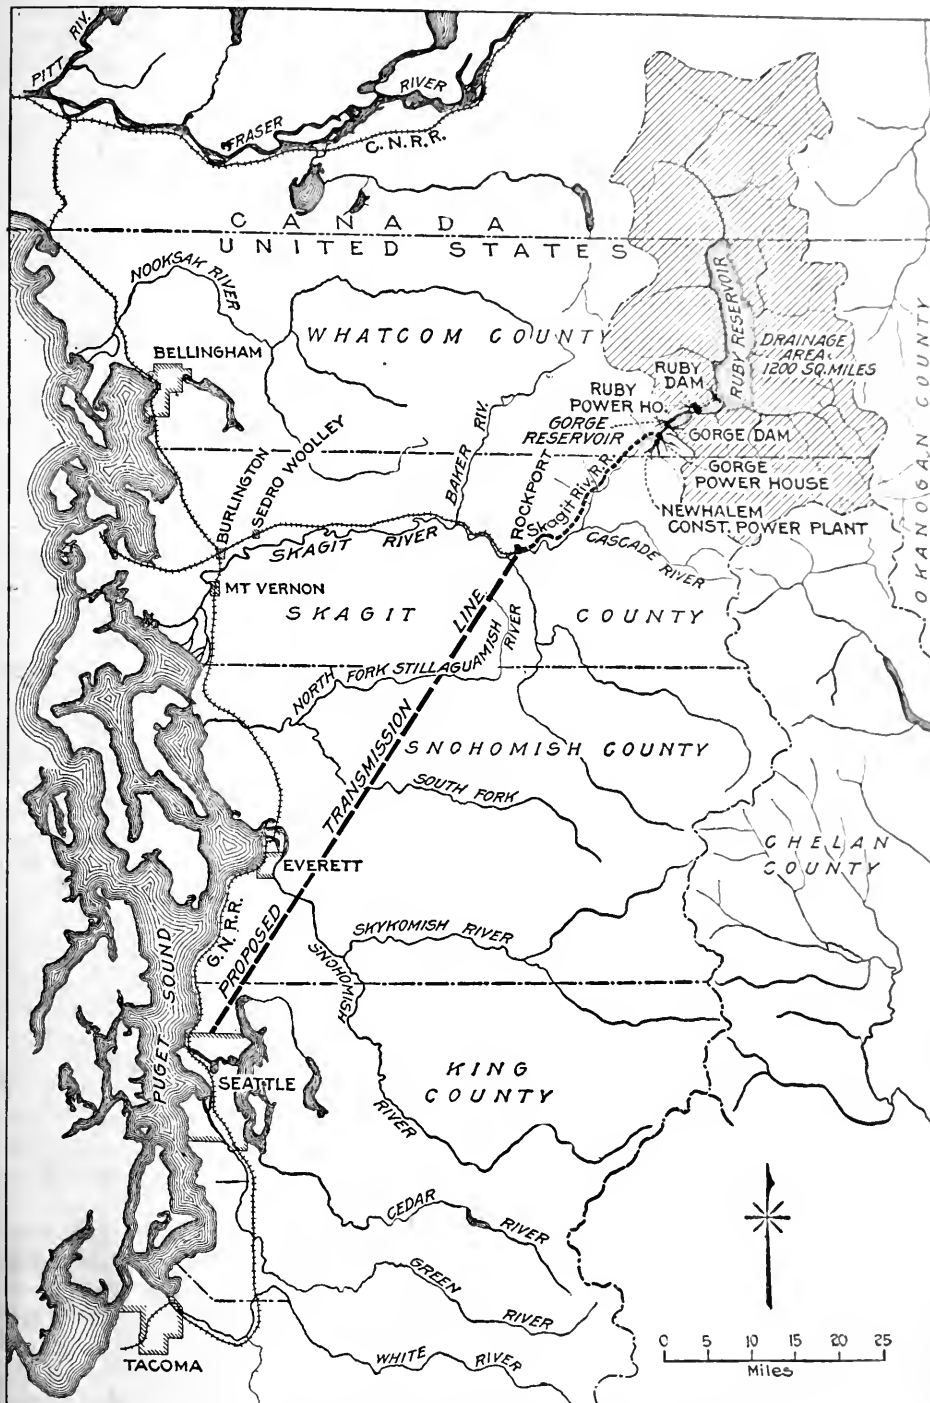 PITT RIV.
FRASER RIVER
C.N.R.R.
CANADA
UNITED STATES
NOOKSAK RIVER
WHATCOM COUNTY
BELLINGHAM
RUBY RESERVOIR
DRAINAGE
AREA
1200 SQ.MILES
RUBY
DAM
RUBY
POWER HO.
GORGE
RESERVOIR
GORGE DAM
GORGE
POWER HOUSE
NEWHALEM
CONST. POWER PLANT
OKANOGAN COUNTY
BAKER RIV.
BURLINGTON
SEDRO WOOLLEY
ROCKPORT
Skagit Riv. R.R.
SKAGIT RIVER
CASCADE RIVER
MT VERNON
SKAGIT COUNTY
NORTH FORK STILLAGUAMISH RIVER
PROPOSED TRANSMISSION LINE
SNOHOMISH COUNTY
SOUTH FORK
CHELAN
COUNTY
EVERETT
G.N.R.R.
SKYKOMISH RIVER
SNOHOMISH RIVER
PUGET SOUND
SEATTLE
KING
COUNTY
CEDAR RIVER
GREEN RIVER
WHITE RIVER
TACOMA
0 5 10 15 20 25
Miles